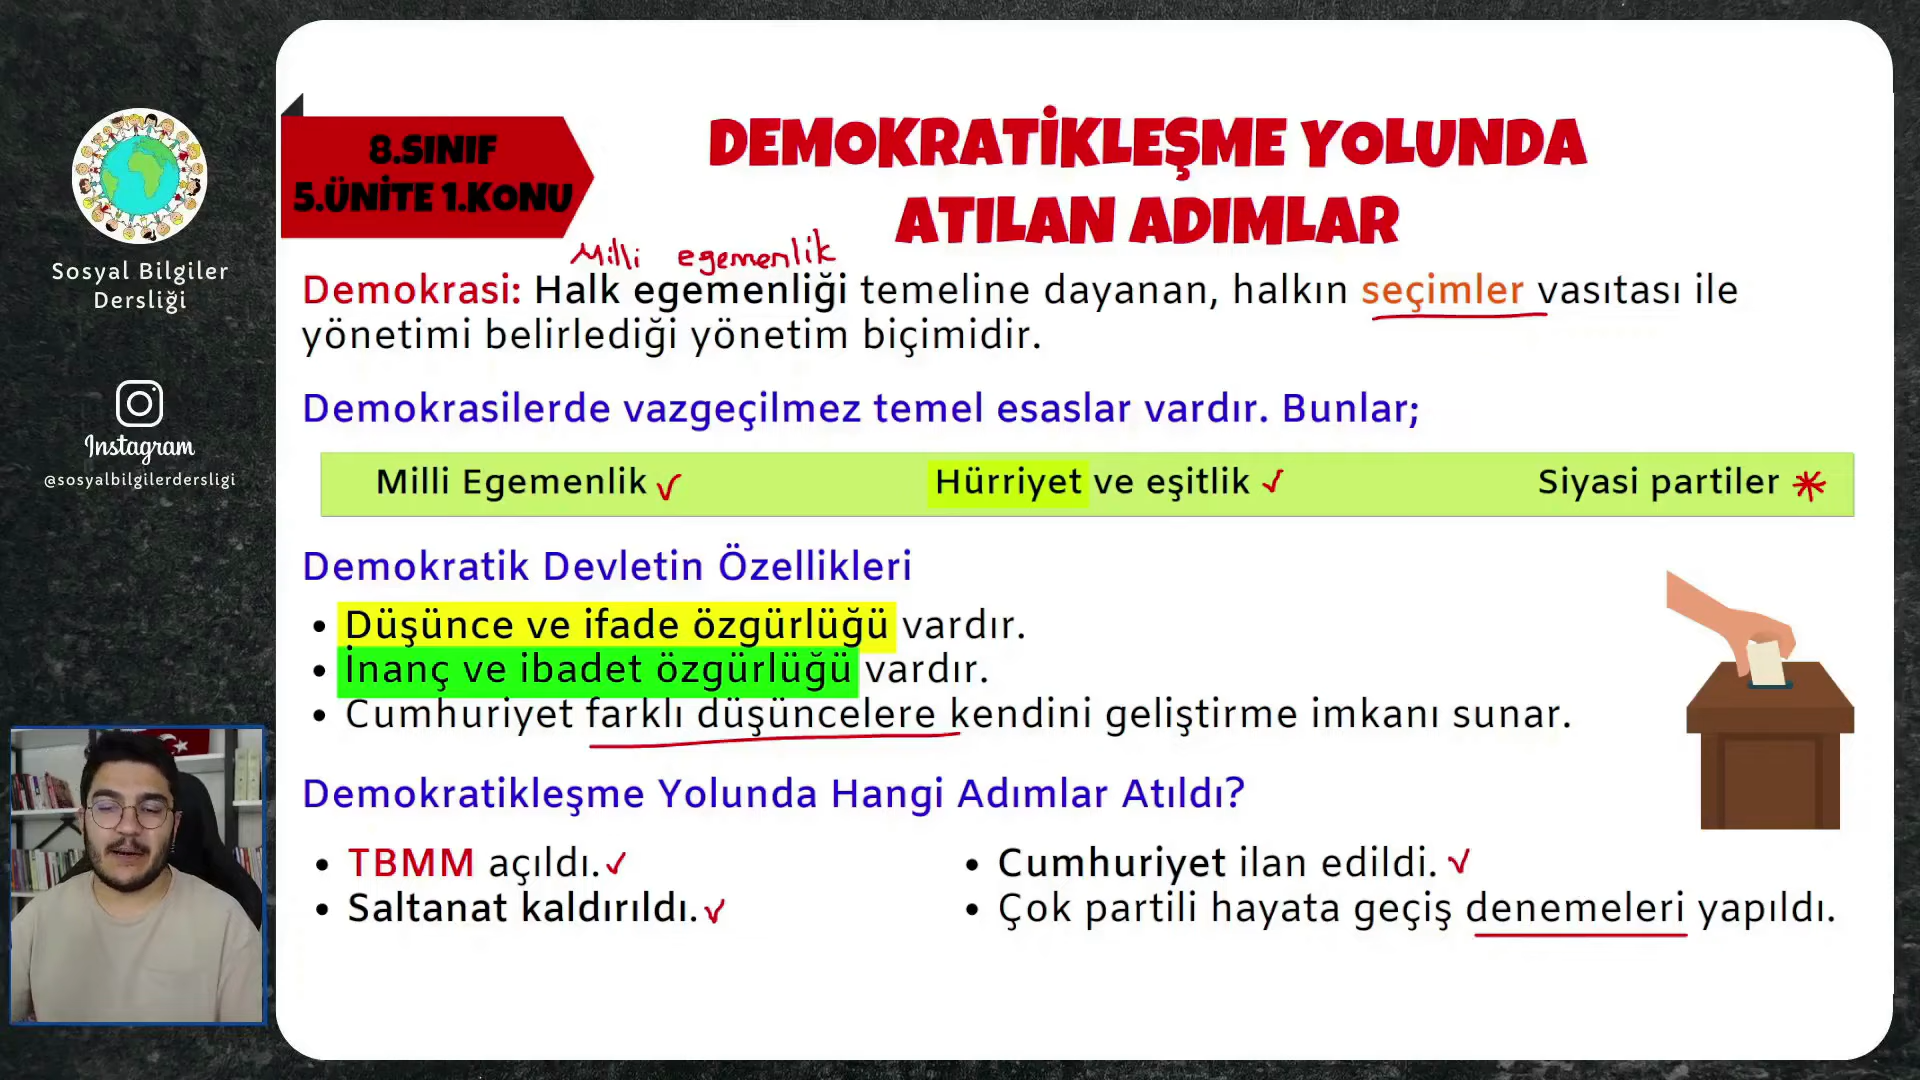 Sosyal Bilgiler
Dersliği
Instagram
@sosyalbilgilerdersligi
8.SINIF
5.ÜNİTE 1.KONU
DEMOKRATİKLEŞME YOLUNDA
ATILAN ADIMLAR
Milli egemenlik
Demokrasi: Halk egemenliği temeline dayanan, halkın seçimler vasıtası ile
yönetimi belirlediği yönetim biçimidir.
Demokrasilerde vazgeçilmez temel esaslar vardır. Bunlar;
Milli Egemenlik ✓ Hürriyet ve eşitlik ✓ Siyasi partiler *
Demokratik Devletin Özellikleri
• Düşünce ve ifade özgürlüğü vardır.
• İnanç ve ibadet özgürlüğü vardır.
• Cumhuriyet farklı düşüncelere kendini geliştirme imkanı sunar.
Demokratikleşme Yolunda Hangi Adımlar Atıldı?
• TBMM açıldı. ✓
• Saltanat kaldırıldı. ✓
• Cumhuriyet ilan edildi. ✓
• Çok partili hayata geçiş denemeleri yapıldı.